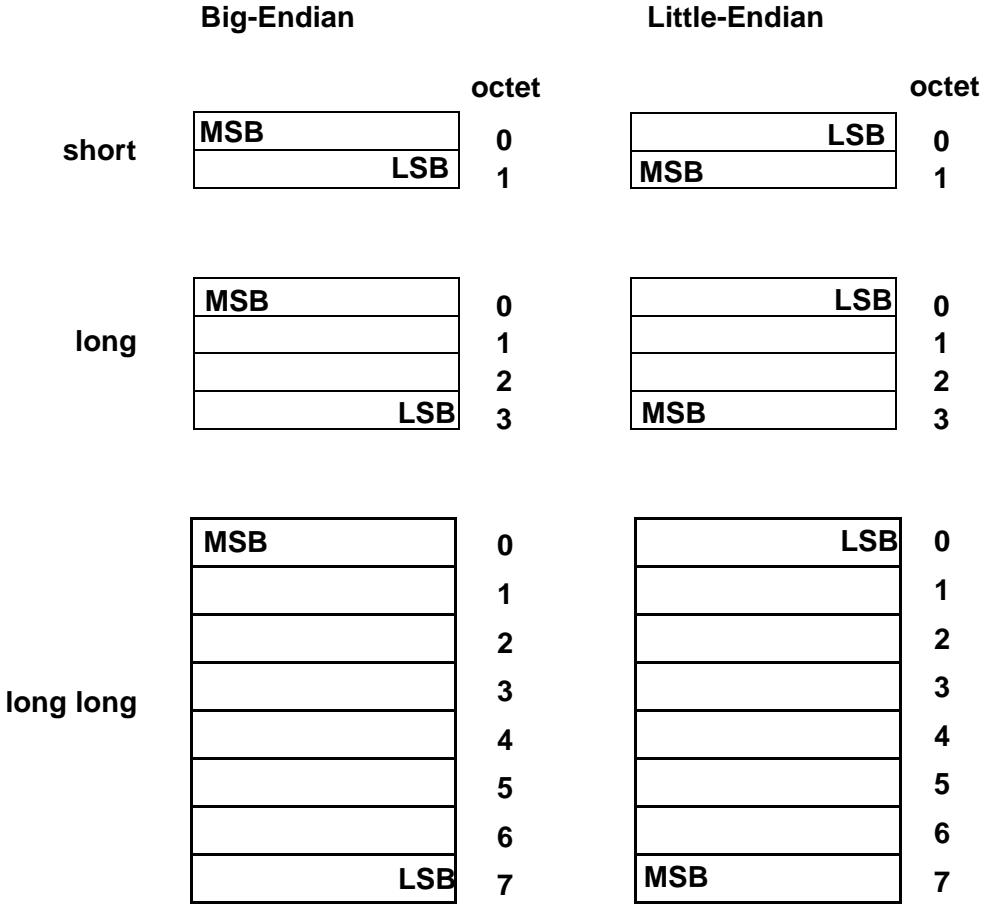 Big-Endian Little-Endian
octet octet
short MSB 0 LSB 0
LSB 1 MSB 1
MSB 0 LSB 0
long 1 1
2 2
LSB 3 MSB 3
MSB 0 LSB 0
1 1
2 2
long long 3 3
4 4
5 5
6 6
LSB 7 MSB 7